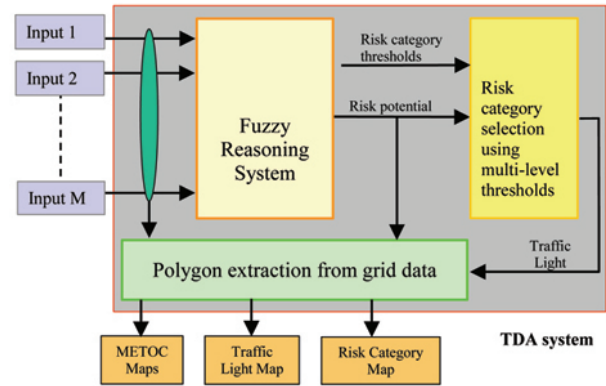 Input 1
Input 2
Input M
Fuzzy
Reasoning
System
Risk category
thresholds
Risk potential
Risk
category
selection
using
multi-level
thresholds
Traffic
Light
Polygon extraction from grid data
TDA system
METOC
Maps
Traffic
Light Map
Risk Category
Map